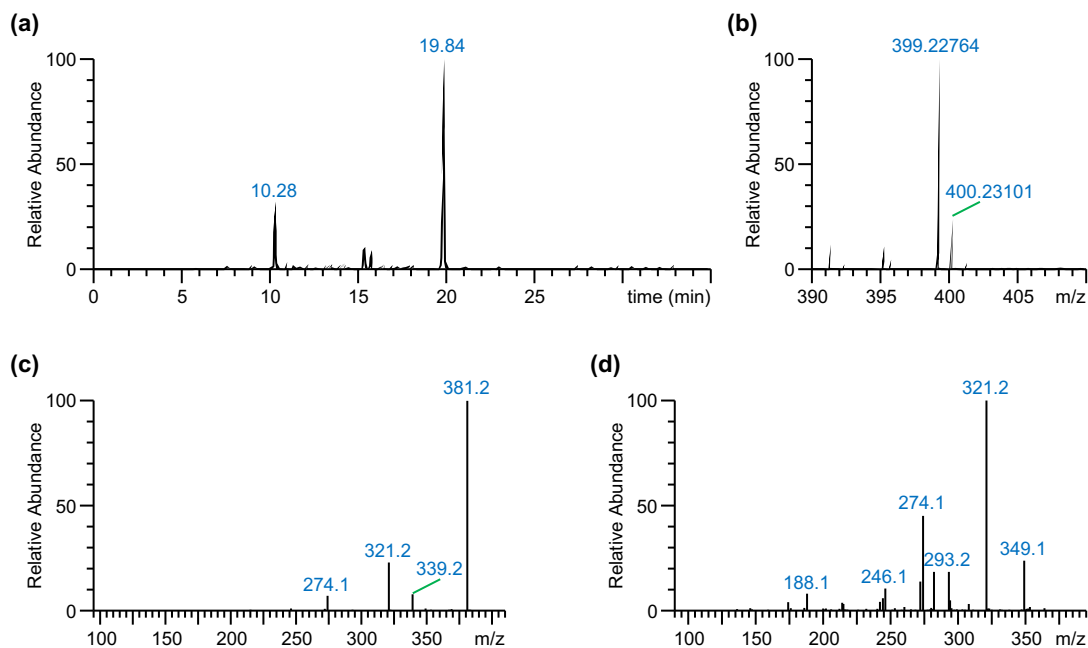 (a)
Relative Abundance
100
50
0
10.28
19.84
0 5 10 15 20 25 time (min)
(b)
Relative Abundance
100
50
0
399.22764
400.23101
390 395 400 405 m/z
(c)
Relative Abundance
100
50
0
274.1
321.2
339.2
381.2
100 150 200 250 300 350 m/z
(d)
Relative Abundance
100
50
0
188.1
246.1
274.1
293.2
321.2
349.1
100 150 200 250 300 350 m/z